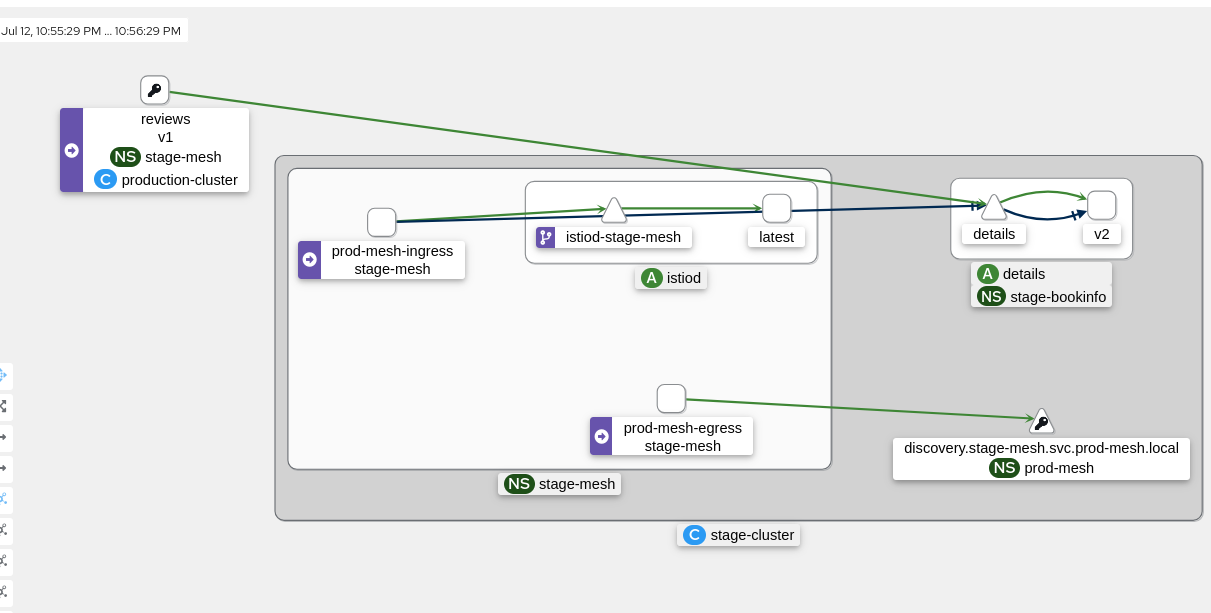 Jul 12, 10:55:29 PM ... 10:56:29 PM
reviews
v1
NS stage-mesh
C production-cluster
prod-mesh-ingress
stage-mesh
istiod-stage-mesh
latest
A istiod
details
v2
A details
NS stage-bookinfo
prod-mesh-egress
stage-mesh
discovery.stage-mesh.svc.prod-mesh.local
NS prod-mesh
NS stage-mesh
C stage-cluster